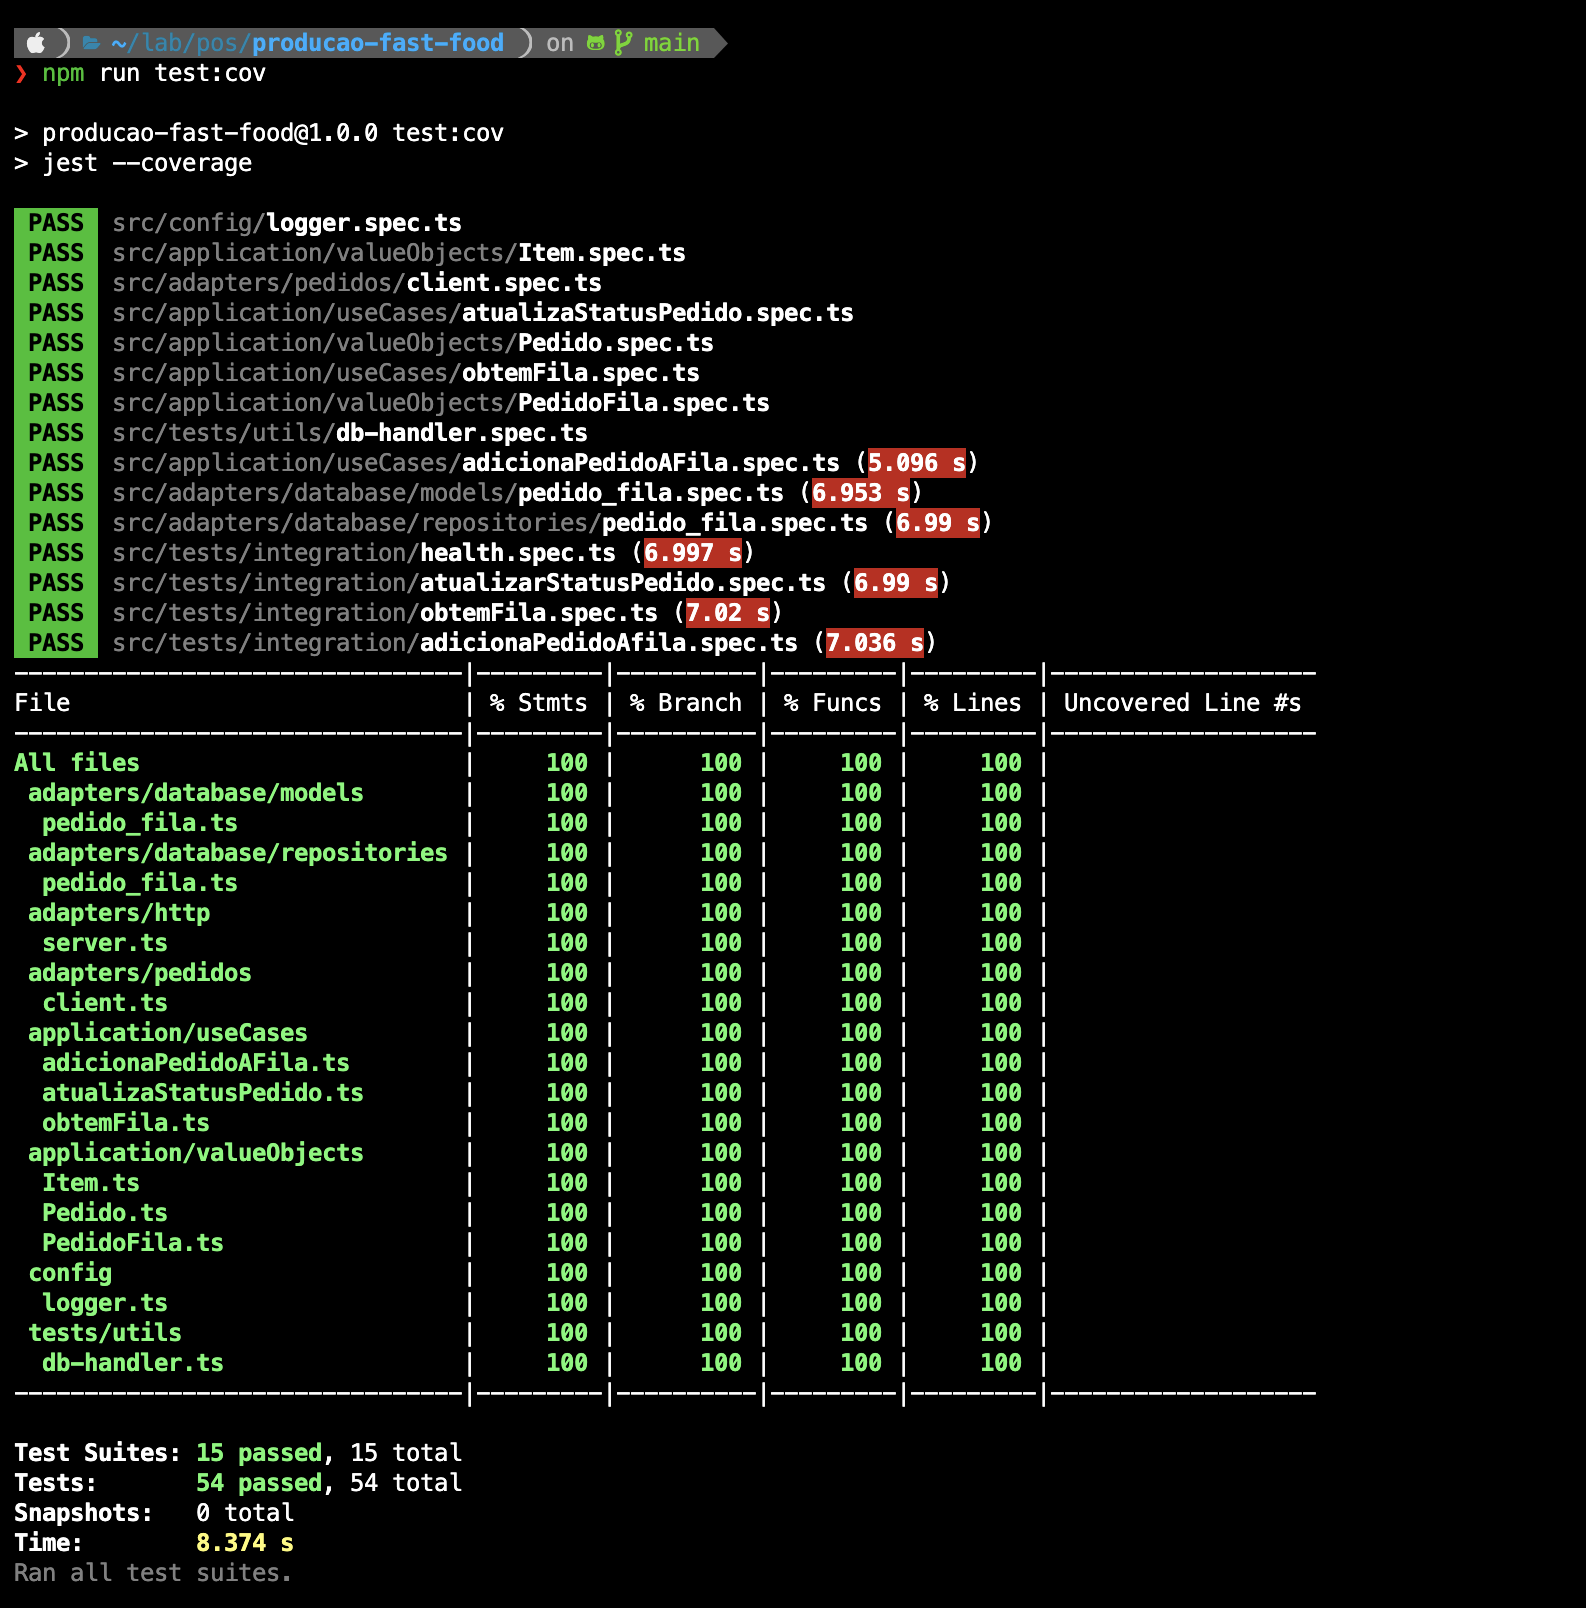 ~/lab/pos/producao-fast-food ) on main
❯ npm run test:cov
> producao-fast-food@1.0.0 test:cov
> jest --coverage
PASS src/config/logger.spec.ts
PASS src/application/valueObjects/Item.spec.ts
PASS src/adapters/pedidos/client.spec.ts
PASS src/application/useCases/atualizaStatusPedido.spec.ts
PASS src/application/valueObjects/Pedido.spec.ts
PASS src/application/useCases/obtemFila.spec.ts
PASS src/application/valueObjects/PedidoFila.spec.ts
PASS src/tests/utils/db-handler.spec.ts
PASS src/application/useCases/adicionaPedidoAFila.spec.ts (5.096 s)
PASS src/adapters/database/models/pedido_fila.spec.ts (6.953 s)
PASS src/adapters/database/repositories/pedido_fila.spec.ts (6.99 s)
PASS src/tests/integration/health.spec.ts (6.997 s)
PASS src/tests/integration/atualizarStatusPedido.spec.ts (6.99 s)
PASS src/tests/integration/obtemFila.spec.ts (7.02 s)
PASS src/tests/integration/adicionaPedidoAfila.spec.ts (7.036 s)
--------------------------------|---------|----------|---------|---------|-------------------
File | % Stmts | % Branch | % Funcs | % Lines | Uncovered Line #s
--------------------------------|---------|----------|---------|---------|-------------------
All files | 100 | 100 | 100 | 100 |
adapters/database/models | 100 | 100 | 100 | 100 |
pedido_fila.ts | 100 | 100 | 100 | 100 |
adapters/database/repositories | 100 | 100 | 100 | 100 |
pedido_fila.ts | 100 | 100 | 100 | 100 |
adapters/http | 100 | 100 | 100 | 100 |
server.ts | 100 | 100 | 100 | 100 |
adapters/pedidos | 100 | 100 | 100 | 100 |
client.ts | 100 | 100 | 100 | 100 |
application/useCases | 100 | 100 | 100 | 100 |
adicionaPedidoAFila.ts | 100 | 100 | 100 | 100 |
atualizaStatusPedido.ts | 100 | 100 | 100 | 100 |
obtemFila.ts | 100 | 100 | 100 | 100 |
application/valueObjects | 100 | 100 | 100 | 100 |
Item.ts | 100 | 100 | 100 | 100 |
Pedido.ts | 100 | 100 | 100 | 100 |
PedidoFila.ts | 100 | 100 | 100 | 100 |
config | 100 | 100 | 100 | 100 |
logger.ts | 100 | 100 | 100 | 100 |
tests/utils | 100 | 100 | 100 | 100 |
db-handler.ts | 100 | 100 | 100 | 100 |
--------------------------------|---------|----------|---------|---------|-------------------
Test Suites: 15 passed, 15 total
Tests: 54 passed, 54 total
Snapshots: 0 total
Time: 8.374 s
Ran all test suites.